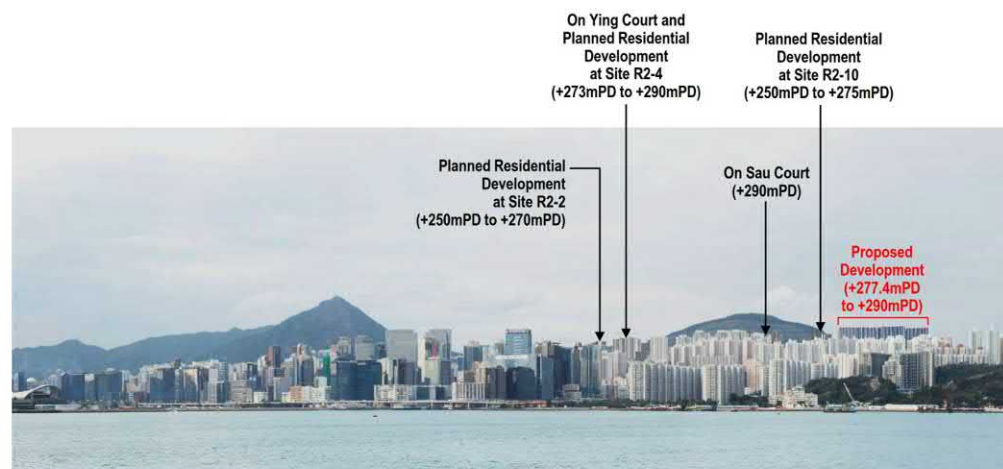 On Ying Court and
Planned Residential
Development
at Site R2-4
(+273mPD to +290mPD)
Planned Residential
Development
at Site R2-10
(+250mPD to +275mPD)
Planned Residential
Development
at Site R2-2
(+250mPD to +270mPD)
On Sau Court
(+290mPD)
Proposed
Development
(+277.4mPD
to +290mPD)